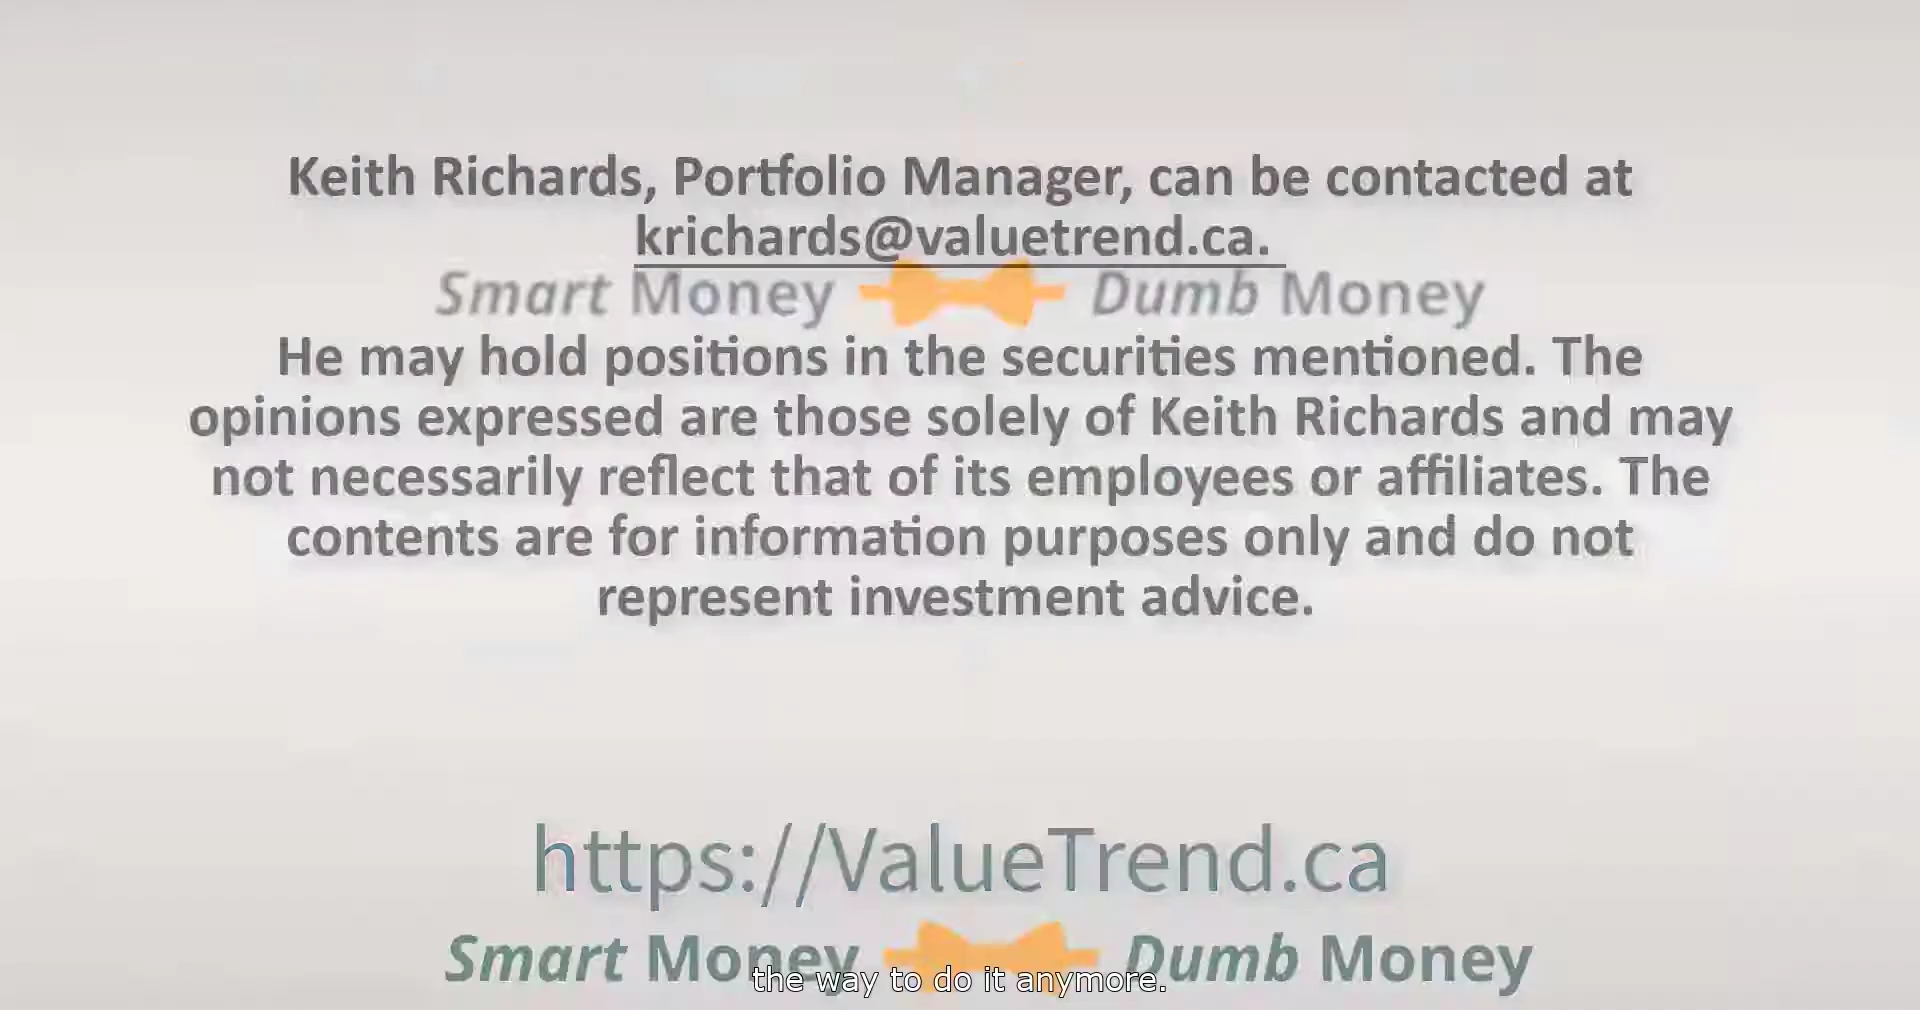 Keith Richards, Portfolio Manager, can be contacted at
krichards@valuetrend.ca.
Smart Money Dumb Money
He may hold positions in the securities mentioned. The
opinions expressed are those solely of Keith Richards and may
not necessarily reflect that of its employees or affiliates. The
contents are for information purposes only and do not
represent investment advice.
https://ValueTrend.ca
Smart Money Dumb Money
the way to do it anymore.